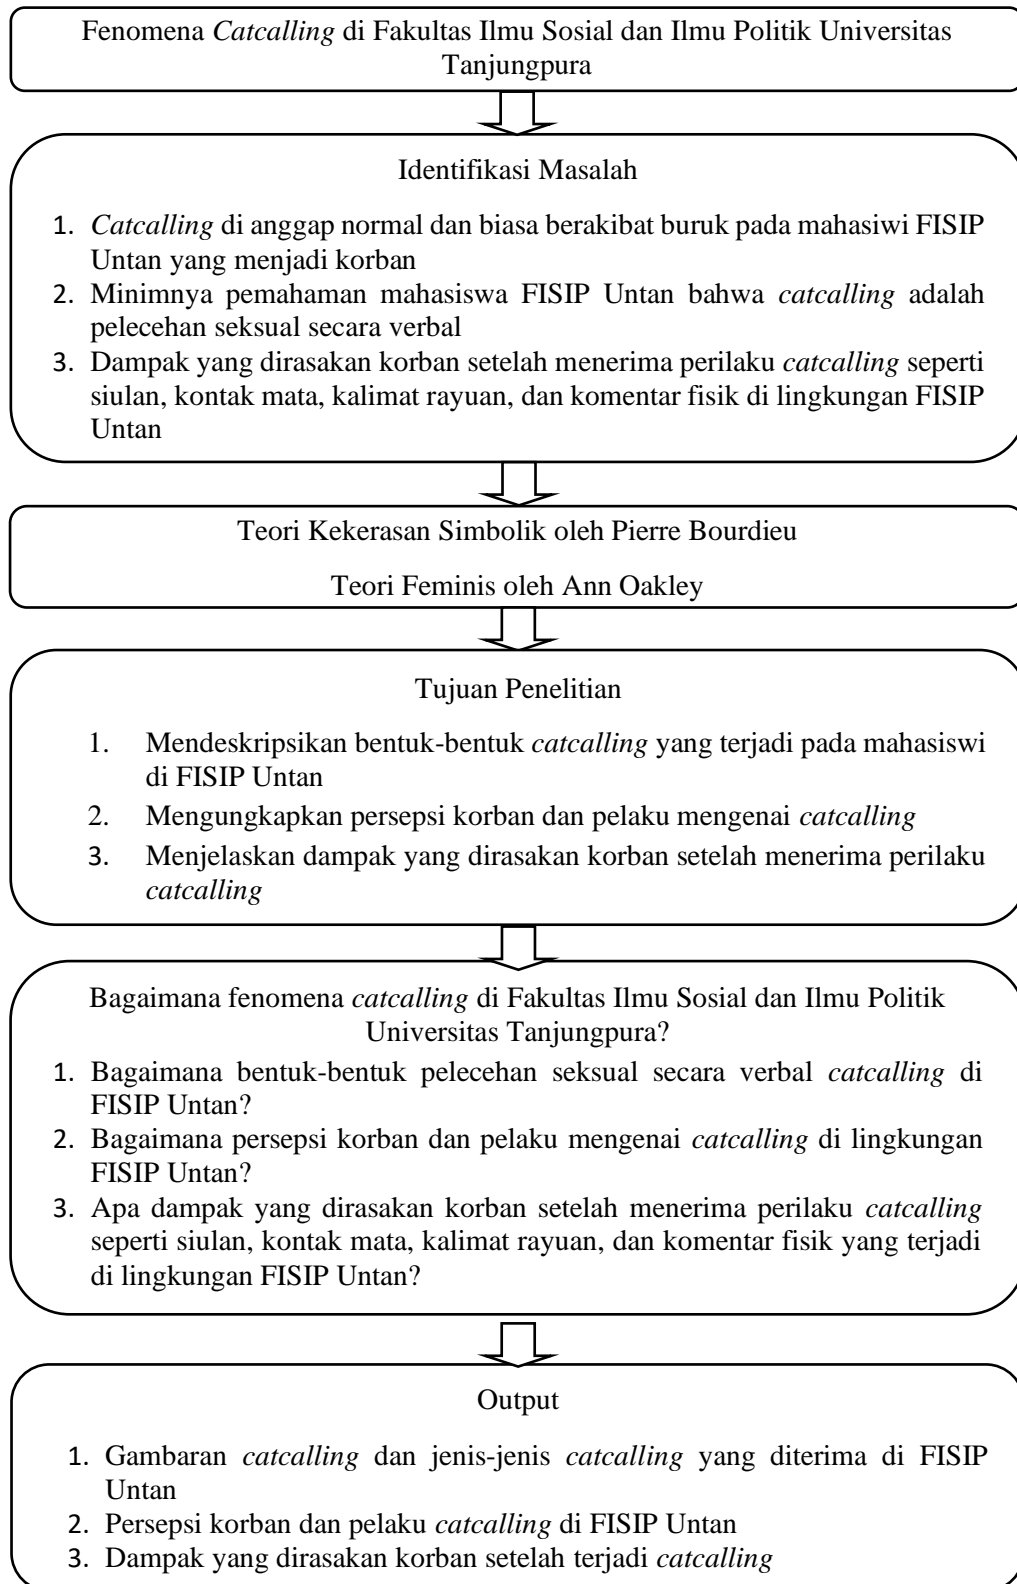 Fenomena Catcalling di Fakultas Ilmu Sosial dan Ilmu Politik Universitas
Tanjungpura
Identifikasi Masalah
1. Catcalling di anggap normal dan biasa berakibat buruk pada mahasiwi FISIP
Untan yang menjadi korban
2. Minimnya pemahaman mahasiswa FISIP Untan bahwa catcalling adalah
pelecehan seksual secara verbal
3. Dampak yang dirasakan korban setelah menerima perilaku catcalling seperti
siulan, kontak mata, kalimat rayuan, dan komentar fisik di lingkungan FISIP
Untan
Teori Kekerasan Simbolik oleh Pierre Bourdieu
Teori Feminis oleh Ann Oakley
Tujuan Penelitian
1. Mendeskripsikan bentuk-bentuk catcalling yang terjadi pada mahasiswi
di FISIP Untan
2. Mengungkapkan persepsi korban dan pelaku mengenai catcalling
3. Menjelaskan dampak yang dirasakan korban setelah menerima perilaku
catcalling
Bagaimana fenomena catcalling di Fakultas Ilmu Sosial dan Ilmu Politik
Universitas Tanjungpura?
1. Bagaimana bentuk-bentuk pelecehan seksual secara verbal catcalling di
FISIP Untan?
2. Bagaimana persepsi korban dan pelaku mengenai catcalling di lingkungan
FISIP Untan?
3. Apa dampak yang dirasakan korban setelah menerima perilaku catcalling
seperti siulan, kontak mata, kalimat rayuan, dan komentar fisik yang terjadi
di lingkungan FISIP Untan?
Output
1. Gambaran catcalling dan jenis-jenis catcalling yang diterima di FISIP
Untan
2. Persepsi korban dan pelaku catcalling di FISIP Untan
3. Dampak yang dirasakan korban setelah terjadi catcalling